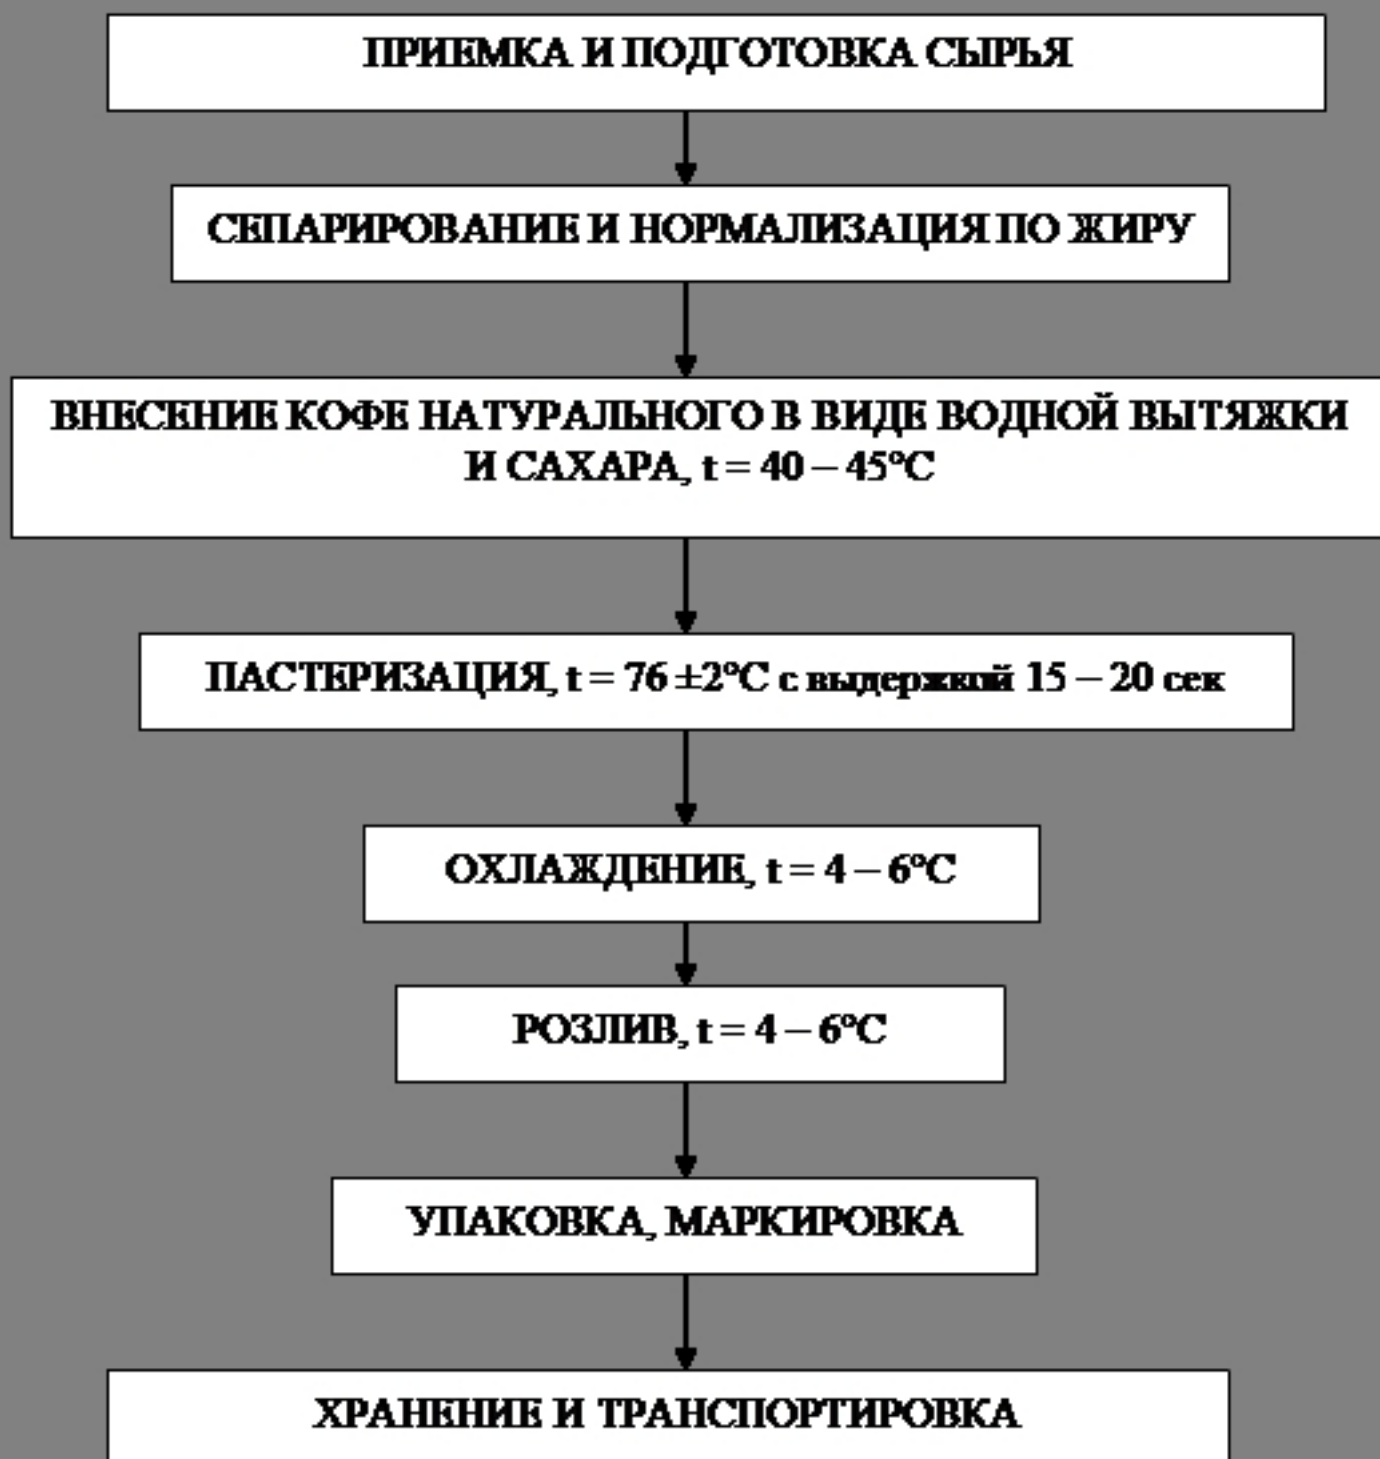 ПРИЕМКА И ПОДГОТОВКА СЫРЬЯ
СЕПАРИРОВАНИЕ И НОРМАЛИЗАЦИЯ ПО ЖИРУ
ВНЕСЕНИЕ КОФЕ НАТУРАЛЬНОГО В ВИДЕ ВОДНОЙ ВЫТЯЖКИ
И САХАРА, t = 40 – 45°С
ПАСТЕРИЗАЦИЯ, t = 76 ±2°С с выдержкой 15 – 20 сек
ОХЛАЖДЕНИЕ, t = 4 – 6°С
РОЗЛИВ, t = 4 – 6°С
УПАКОВКА, МАРКИРОВКА
ХРАНЕНИЕ И ТРАНСПОРТИРОВКА